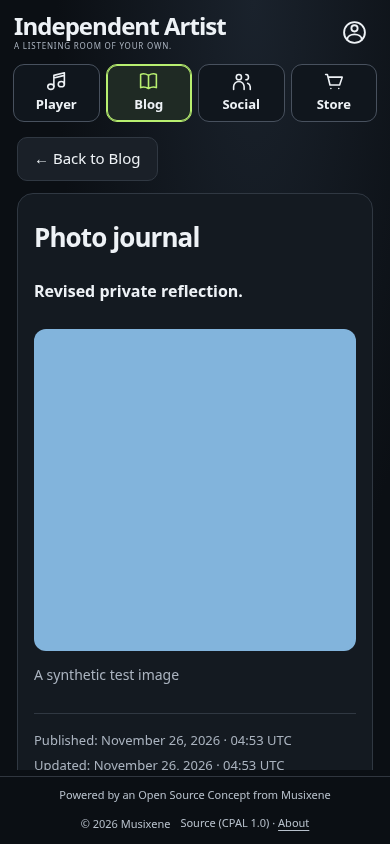 Independent Artist
A LISTENING ROOM OF YOUR OWN.
Player Blog Social Store
← Back to Blog
Photo journal
Revised private reflection.
A synthetic test image
Published: November 26, 2026 · 04:53 UTC
Updated: November 26, 2026 · 04:53 UTC
Powered by an Open Source Concept from Musixene
© 2026 Musixene Source (CPAL 1.0) · About